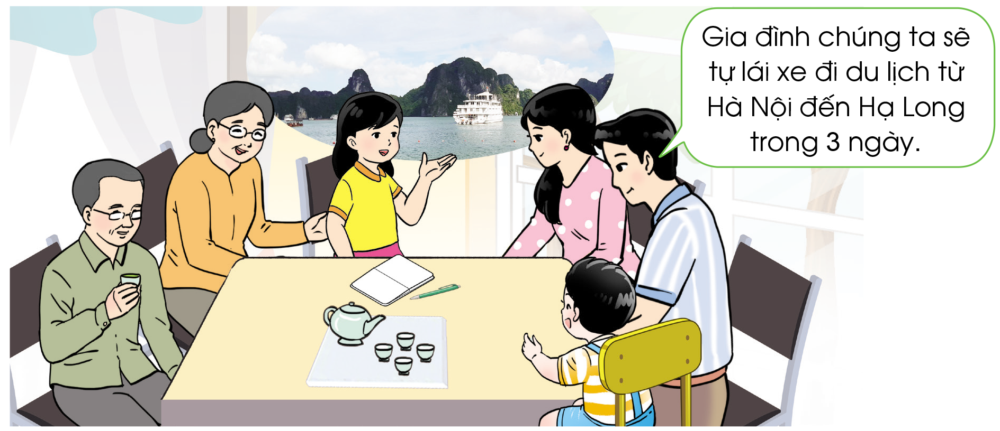 Gia đình chúng ta sẽ
tự lái xe đi du lịch từ
Hà Nội đến Hạ Long
trong 3 ngày.